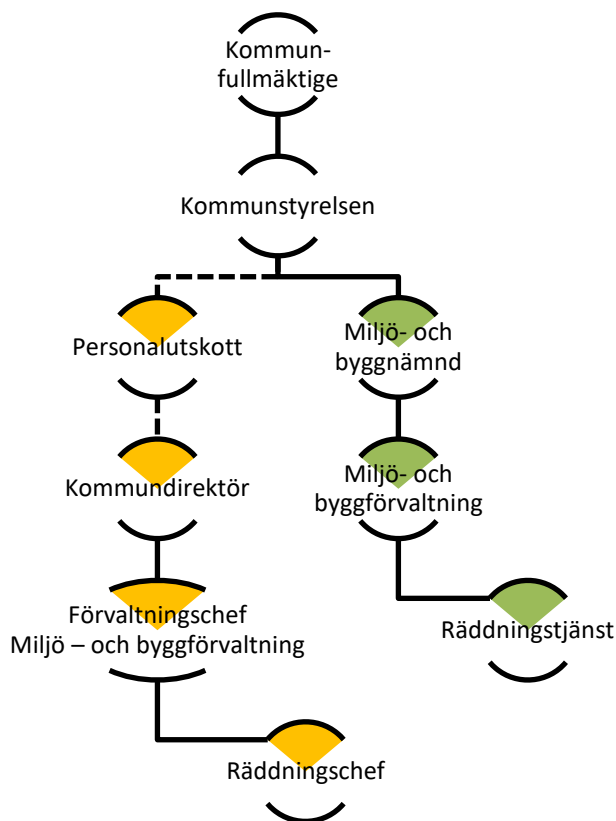 Kommun-
fullmäktige
Kommunstyrelsen
Personalutskott
Miljö- och
byggnämnd
Kommundirektör
Miljö- och
byggförvaltning
Förvaltningschef
Miljö – och byggförvaltning
Räddningstjänst
Räddningschef